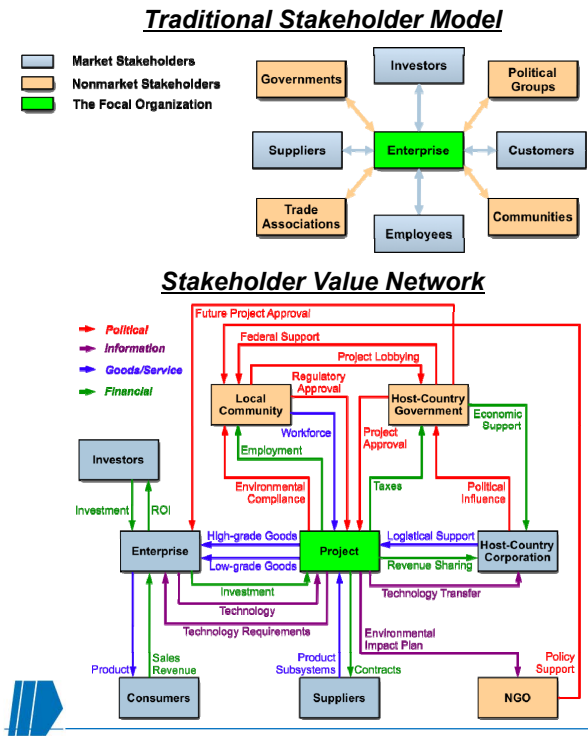 Traditional Stakeholder Model
Market Stakeholders
Nonmarket Stakeholders
The Focal Organization
Governments
Investors
Political
Groups
Suppliers
Enterprise
Customers
Trade
Associations
Employees
Communities
Stakeholder Value Network
Political
Information
Goods/Service
Financial
Future Project Approval
Federal Support
Project Lobbying
Regulatory
Approval
Local
Community
Host-Country
Government
Economic
Support
Workforce
Project
Approval
Employment
Investors
Environmental
Compliance
Taxes
Political
Influence
Investment
ROI
Enterprise
High-grade Goods
Low-grade Goods
Project
Logistical Support
Revenue Sharing
Host-Country
Corporation
Investment
Technology Transfer
Technology
Technology Requirements
Environmental
Impact Plan
Product
Sales
Revenue
Product
Subsystems
Contracts
Policy
Support
Consumers
Suppliers
NGO